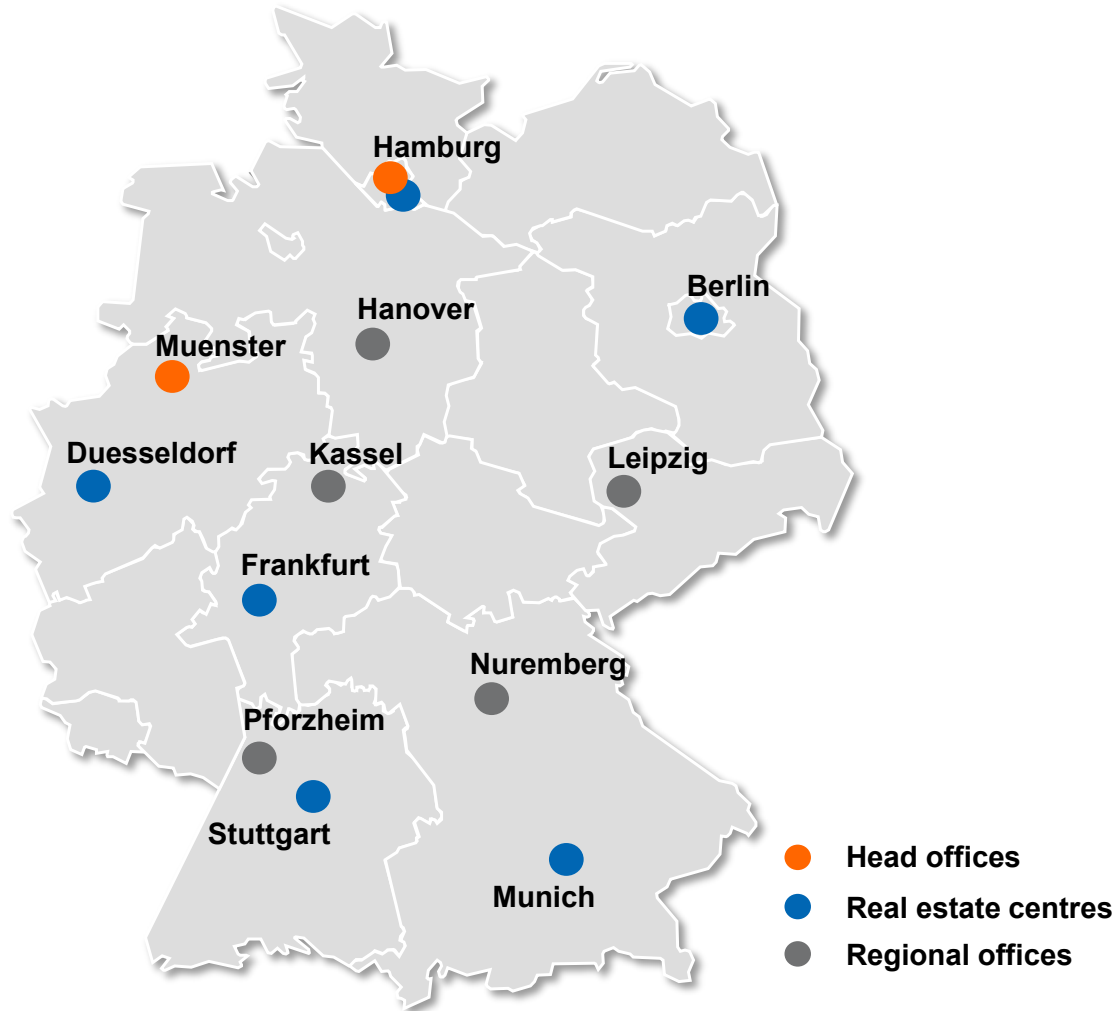 Hamburg
Berlin
Hanover
Muenster
Duesseldorf
Kassel
Leipzig
Frankfurt
Nuremberg
Pforzheim
Stuttgart
Munich
Head offices
Real estate centres
Regional offices